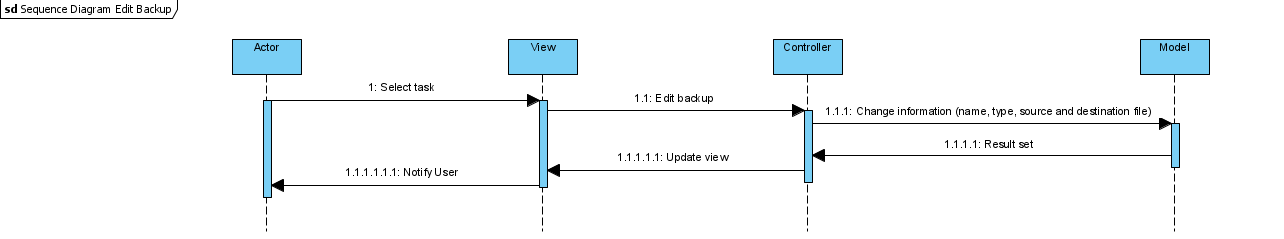 sd Sequence Diagram Edit Backup
Actor
View
Controller
Model
1: Select task
1.1: Edit backup
1.1.1: Change information (name, type, source and destination file)
1.1.1.1: Result set
1.1.1.1.1: Update view
1.1.1.1.1.1: Notify User